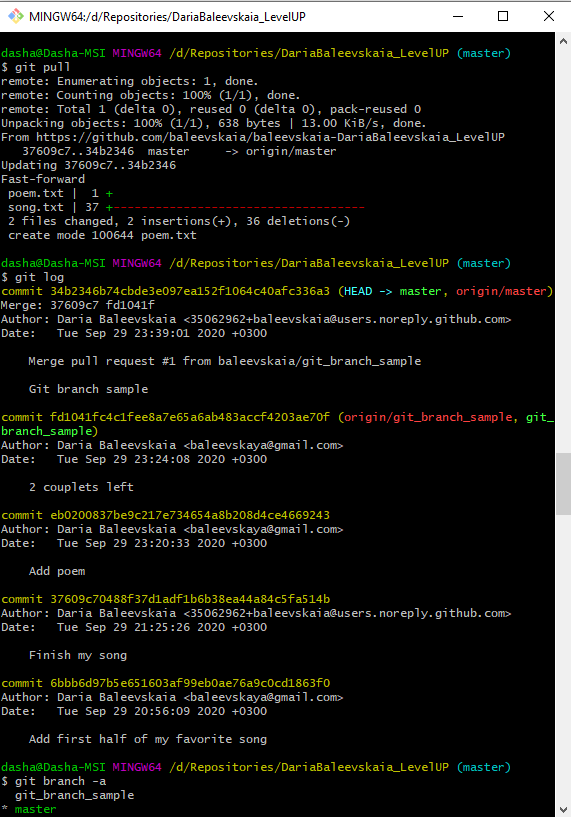 MINGW64:/d/Repositories/DariaBaleevskaia_LevelUP
dasha@Dasha-MSI MINGW64 /d/Repositories/DariaBaleevskaia_LevelUP (master)
$ git pull
remote: Enumerating objects: 1, done.
remote: Counting objects: 100% (1/1), done.
remote: Total 1 (delta 0), reused 0 (delta 0), pack-reused 0
Unpacking objects: 100% (1/1), 638 bytes | 13.00 KiB/s, done.
From https://github.com/baleevskaia/baleevskaia-DariaBaleevskaia_LevelUP
   37609c7..34b2346  master     -> origin/master
Updating 37609c7..34b2346
Fast-forward
 poem.txt |  1 +
 song.txt | 37 +------------------------------------
 2 files changed, 2 insertions(+), 36 deletions(-)
 create mode 100644 poem.txt
dasha@Dasha-MSI MINGW64 /d/Repositories/DariaBaleevskaia_LevelUP (master)
$ git log
commit 34b2346b74cbde3e097ea152f1064c40afc336a3 (HEAD -> master, origin/master)
Merge: 37609c7 fd1041f
Author: Daria Baleevskaia <35062962+baleevskaia@users.noreply.github.com>
Date:   Tue Sep 29 23:39:01 2020 +0300
    Merge pull request #1 from baleevskaia/git_branch_sample
    Git branch sample
commit fd1041fc4c1fee8a7e65a6ab483accf4203ae70f (origin/git_branch_sample, git_
branch_sample)
Author: Daria Baleevskaia <baleevskaya@gmail.com>
Date:   Tue Sep 29 23:24:08 2020 +0300
    2 couplets left
commit eb0200837be9c217e734654a8b208d4ce4669243
Author: Daria Baleevskaia <baleevskaya@gmail.com>
Date:   Tue Sep 29 23:20:33 2020 +0300
    Add poem
commit 37609c70488f37d1adf1b6b38ea44a84c5fa514b
Author: Daria Baleevskaia <35062962+baleevskaia@users.noreply.github.com>
Date:   Tue Sep 29 21:25:26 2020 +0300
    Finish my song
commit 6bbb6d97b5e651603af99eb0ae76a9c0cd1863f0
Author: Daria Baleevskaia <baleevskaya@gmail.com>
Date:   Tue Sep 29 20:56:09 2020 +0300
    Add first half of my favorite song
dasha@Dasha-MSI MINGW64 /d/Repositories/DariaBaleevskaia_LevelUP (master)
$ git branch -a
  git_branch_sample
* master